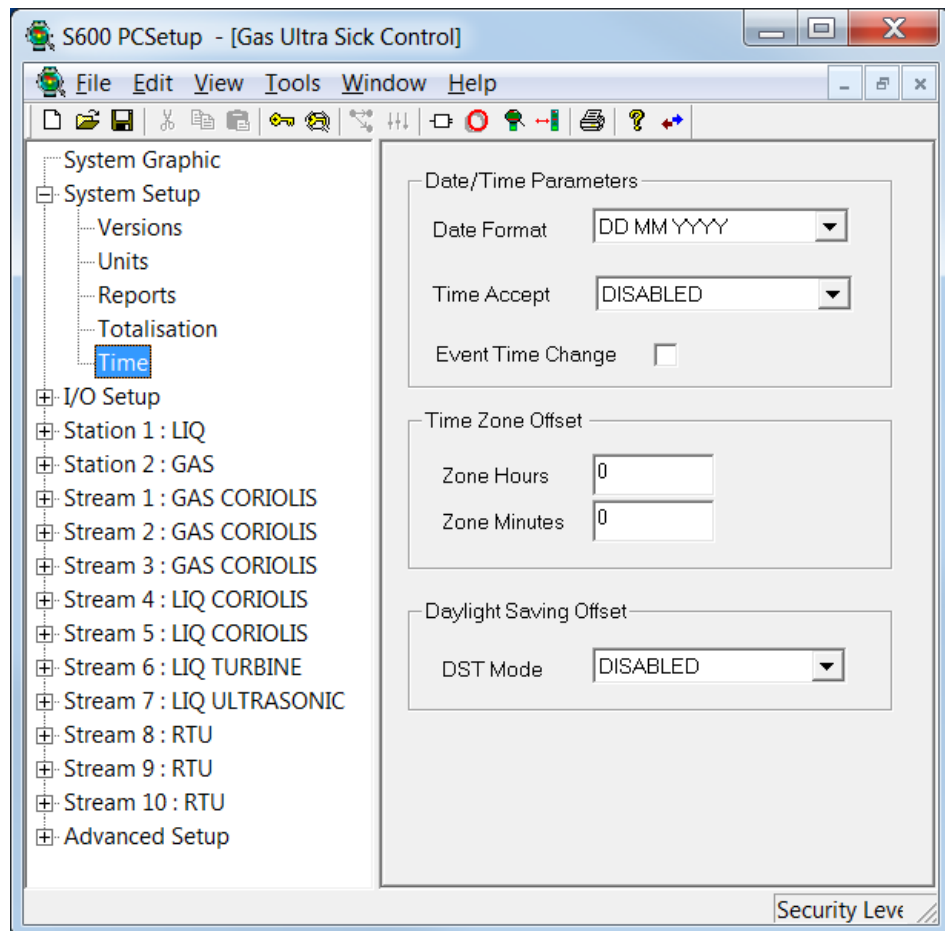 S600 PCSetup - [Gas Ultra Sick Control]
File Edit View Tools Window Help
System Graphic
System Setup
Versions
Units
Reports
Totalisation
Time
I/O Setup
Station 1 : LIQ
Station 2 : GAS
Stream 1 : GAS CORIOLIS
Stream 2 : GAS CORIOLIS
Stream 3 : GAS CORIOLIS
Stream 4 : LIQ CORIOLIS
Stream 5 : LIQ CORIOLIS
Stream 6 : LIQ TURBINE
Stream 7 : LIQ ULTRASONIC
Stream 8 : RTU
Stream 9 : RTU
Stream 10 : RTU
Advanced Setup
Date/Time Parameters
Date Format DD MM YYYY
Time Accept DISABLED
Event Time Change
Time Zone Offset
Zone Hours 0
Zone Minutes 0
Daylight Saving Offset
DST Mode DISABLED
Security Leve